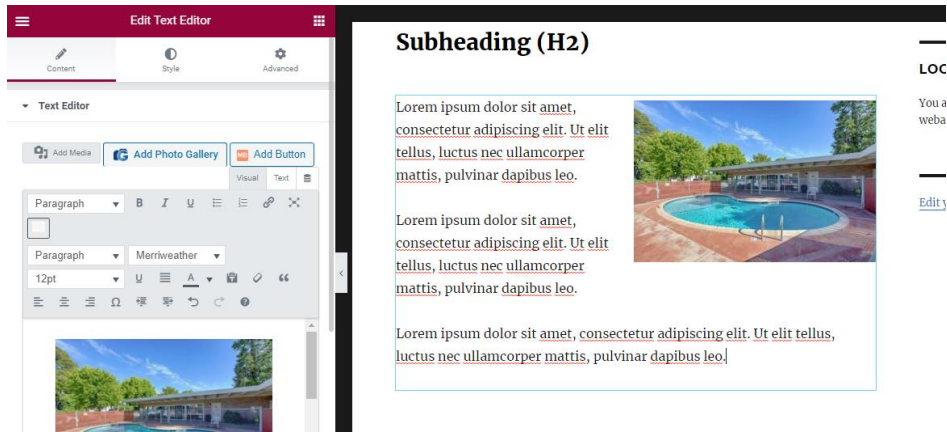 Edit Text Editor
Content
Style
Advanced
Text Editor
Add Media
Add Photo Gallery
Add Button
Visual
Text
Paragraph
B I U
Paragraph
Merriweather
12pt
U
A
Ω
Subheading (H2)
Lorem ipsum dolor sit amet,
consectetur adipiscing elit. Ut elit
tellus, luctus nec ullamcorper
mattis, pulvinar dapibus leo.
Lorem ipsum dolor sit amet,
consectetur adipiscing elit. Ut elit
tellus, luctus nec ullamcorper
mattis, pulvinar dapibus leo.
Lorem ipsum dolor sit amet, consectetur adipiscing elit. Ut elit tellus,
luctus nec ullamcorper mattis, pulvinar dapibus leo.
LOC
You a
weba
Edit y